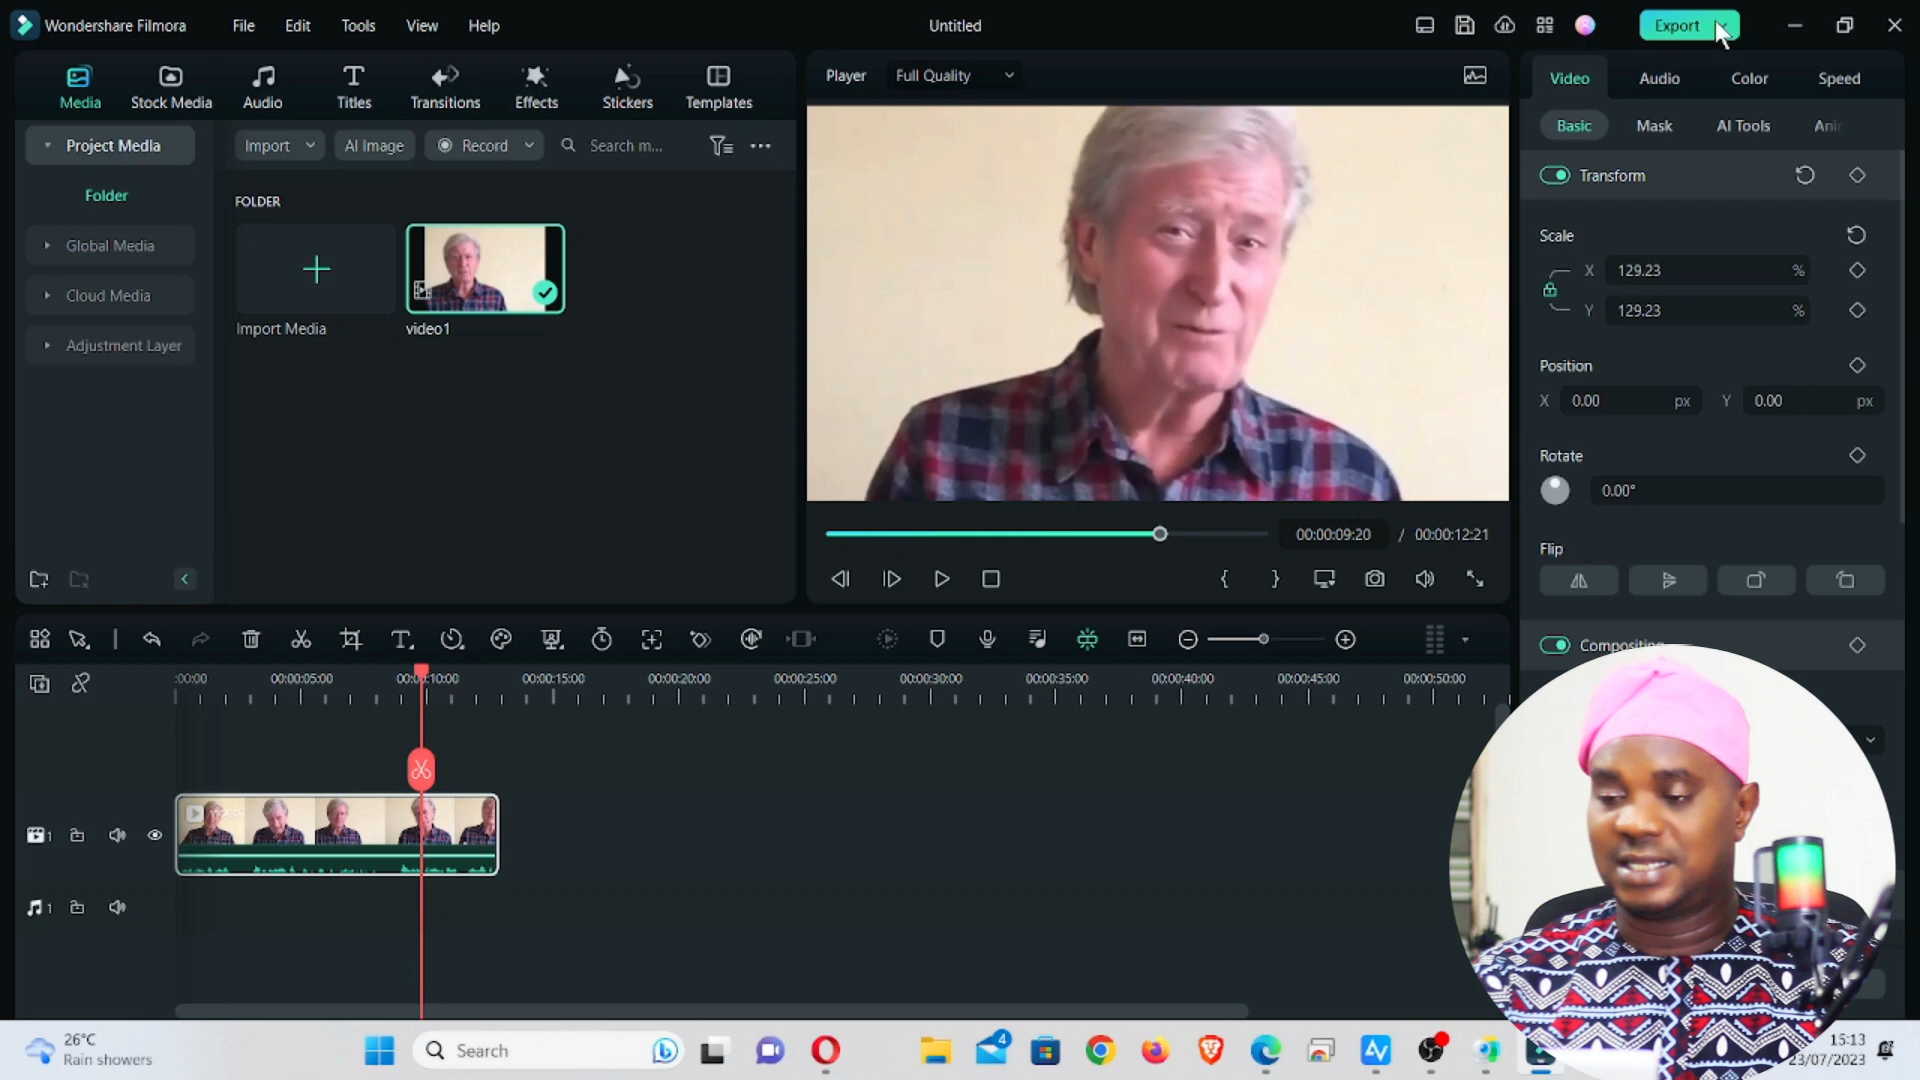 Wondershare Filmora File Edit Tools View Help Untitled Export
Media Stock Media Audio Titles Transitions Effects Stickers Templates
Player Full Quality
Video Audio Color Speed
Basic Mask AI Tools
Project Media
Import AI Image Record Search m...
Folder
FOLDER
Global Media
Cloud Media
Adjustment Layer
Import Media
video1
Transform
Scale
X 129.23 %
Y 129.23 %
Position
X 0.00 px Y 0.00 px
Rotate
0.00°
Flip
00:00:09:20 / 00:00:12:21
:00:00 00:00:05:00 00:00:10:00 00:00:15:00 00:00:20:00 00:00:25:00 00:00:30:00 00:00:35:00 00:00:40:00 00:00:45:00 00:00:50:00
1
1
26°C
Rain showers
Search
4
15:13
23/07/2023